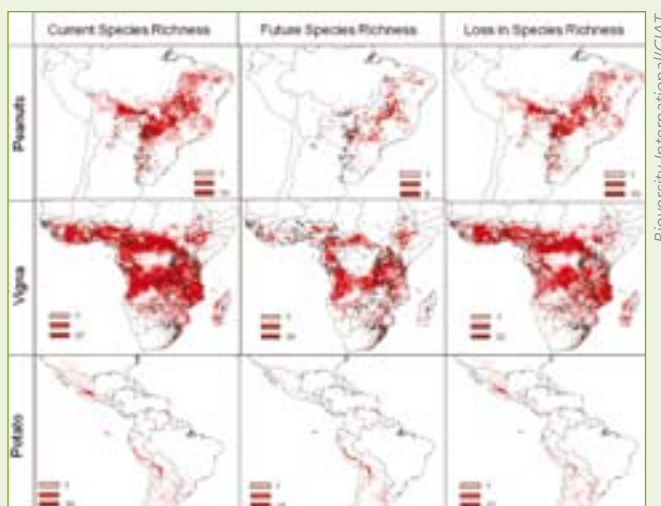 Current Species Richness
Future Species Richness
Loss in Species Richness
Peanuts
Vigna
Potato
Bioversity International/CIAT